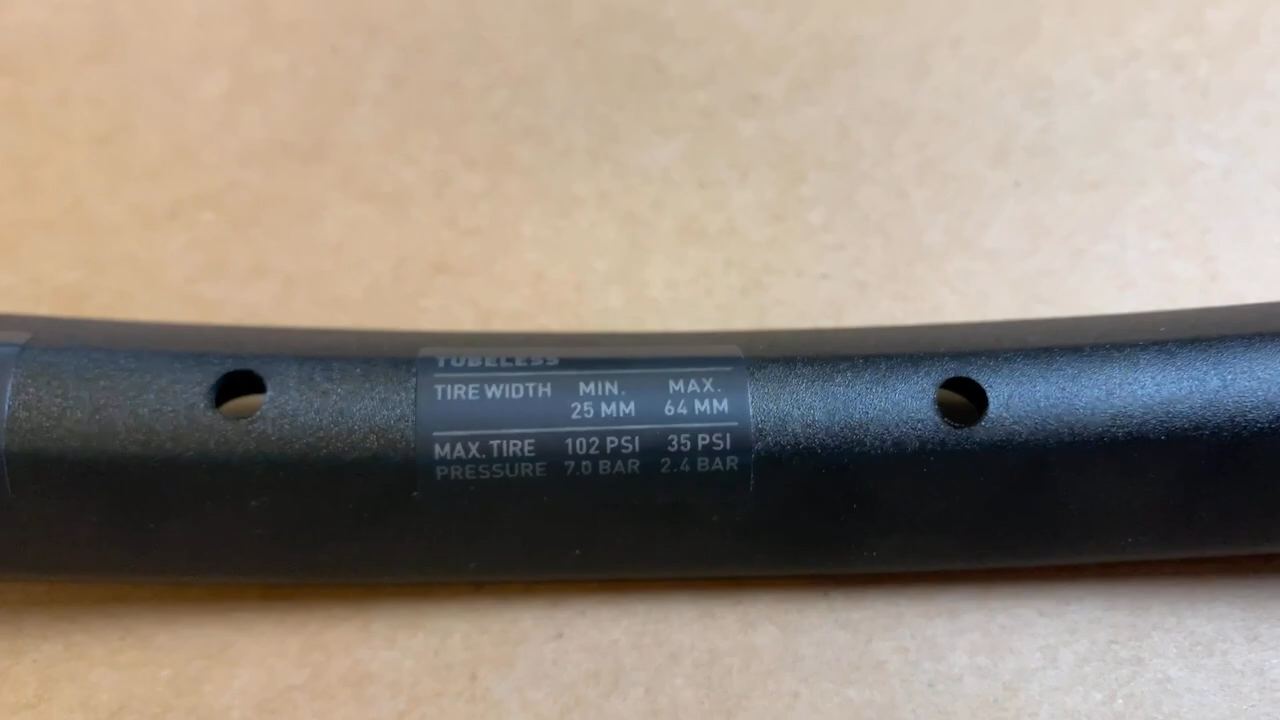 TUBELESS
TIRE WIDTH MIN. MAX.
25 MM 64 MM
MAX. TIRE 102 PSI 35 PSI
PRESSURE 7.0 BAR 2.4 BAR